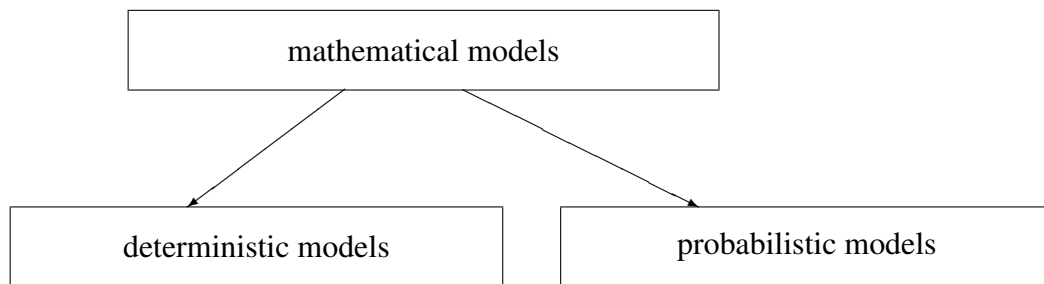 mathematical models
deterministic models
probabilistic models